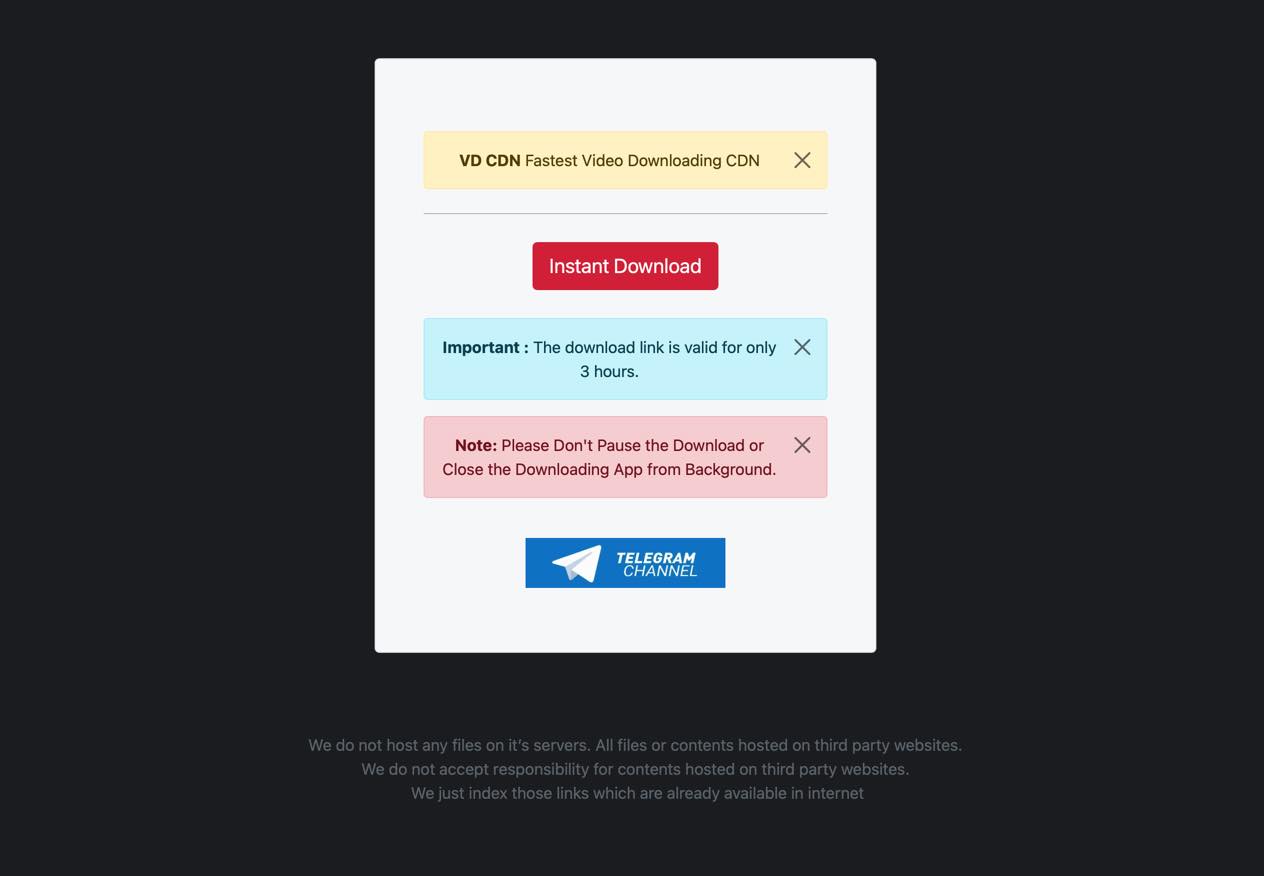 VD CDN Fastest Video Downloading CDN
Instant Download
Important : The download link is valid for only
3 hours.
Note: Please Don't Pause the Download or
Close the Downloading App from Background.
TELEGRAM
CHANNEL
We do not host any files on it’s servers. All files or contents hosted on third party websites.
We do not accept responsibility for contents hosted on third party websites.
We just index those links which are already available in internet